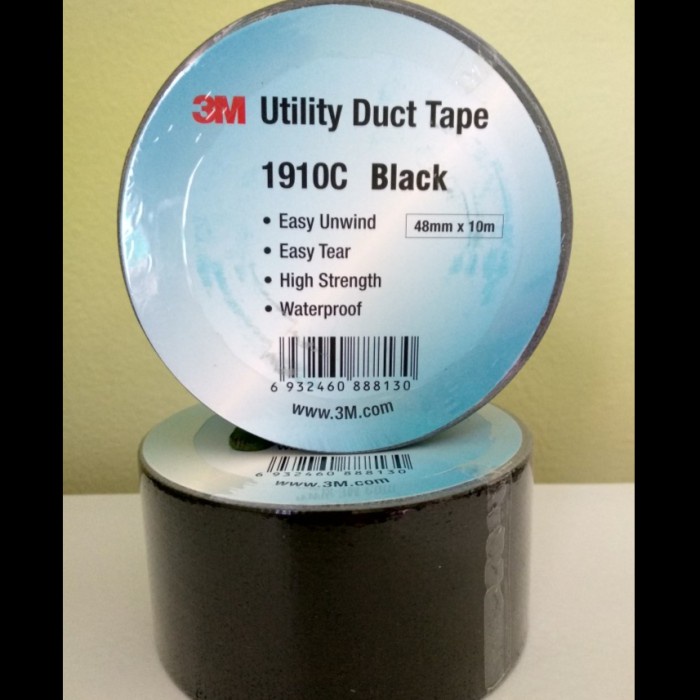 3M Utility Duct Tape
1910C Black
• Easy Unwind
48mm x 10m
• Easy Tear
• High Strength
• Waterproof
6 932460 888130
www.3M.com
6 932460 888130
www.3M.com